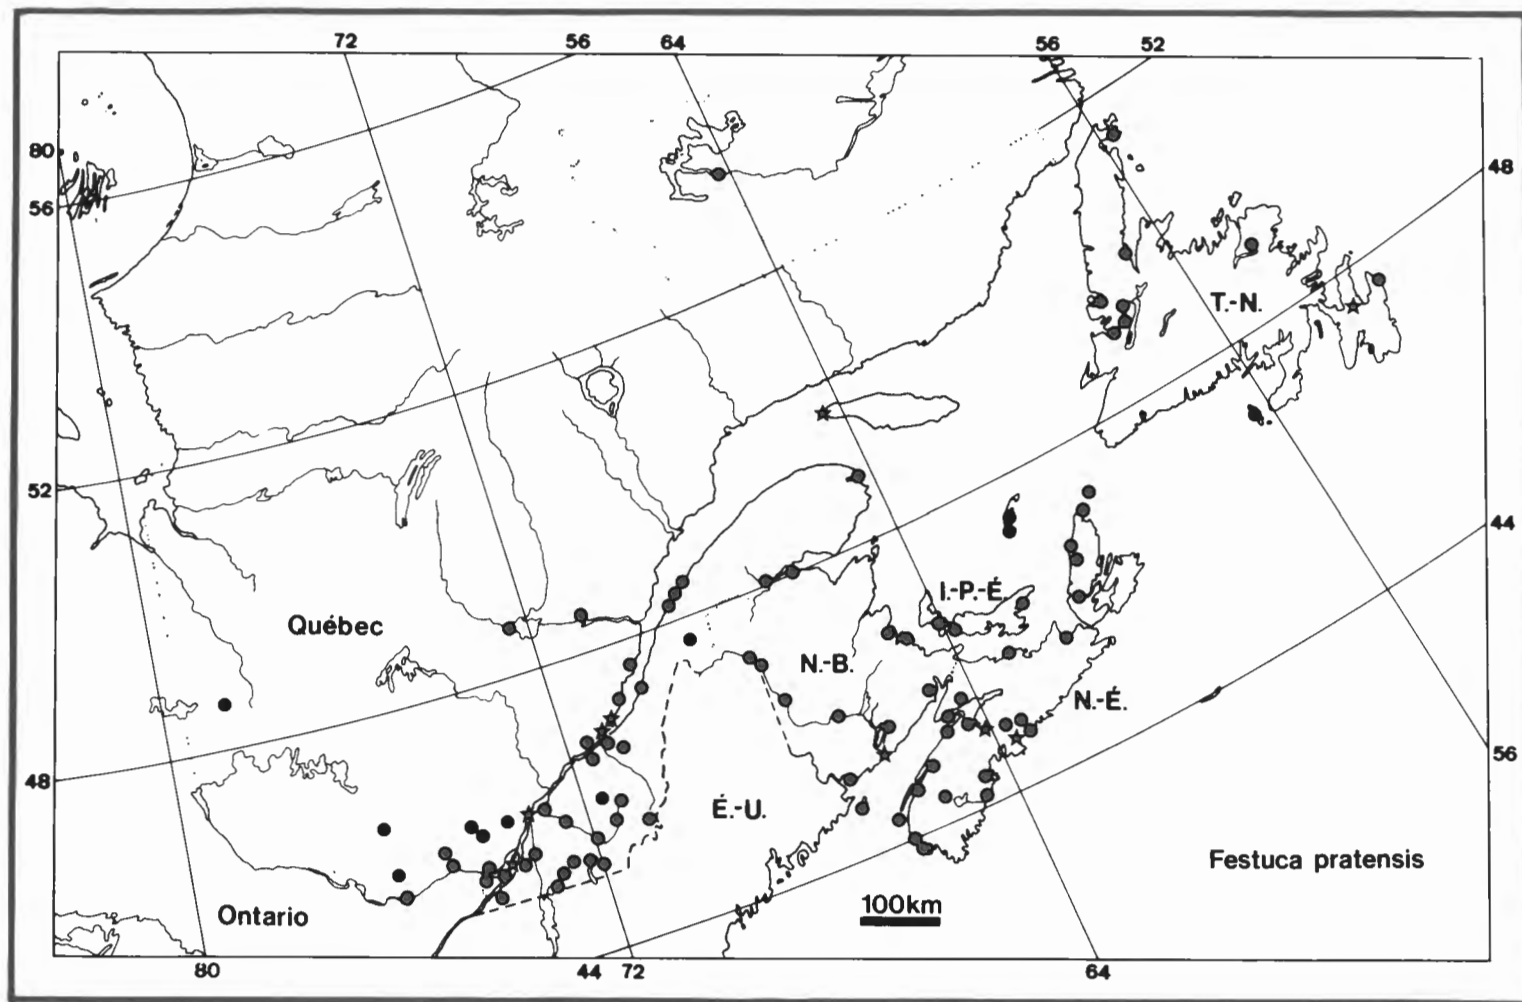 72 56 64 56 52
80
56
48
T.-N.
52
44
I.-P.-É.
Québec
N.-B.
N.-É.
56
48
É.-U.
Festuca pratensis
100km
Ontario
80 44 72 64